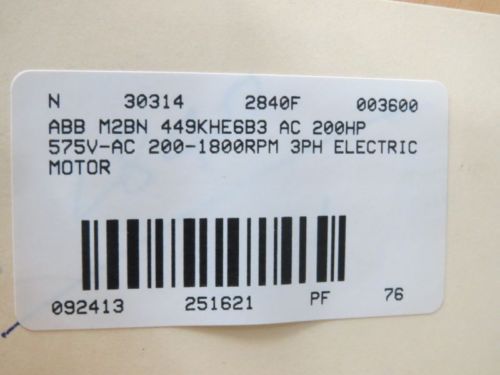 N 30314 2840F 003600
ABB M2BN 449KHE6B3 AC 200HP
575V-AC 200-1800RPM 3PH ELECTRIC
MOTOR
092413 251621 PF 76